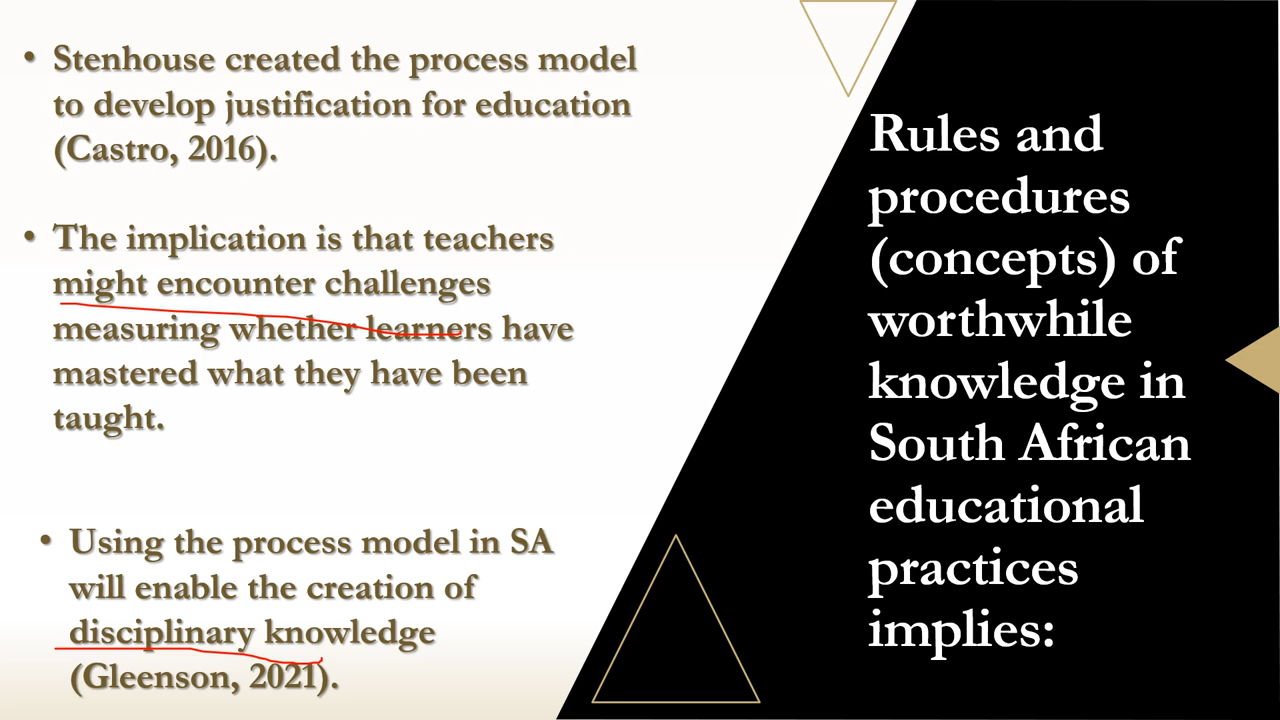 • Stenhouse created the process model
to develop justification for education
(Castro, 2016).
• The implication is that teachers
might encounter challenges
measuring whether learners have
mastered what they have been
taught.
• Using the process model in SA
will enable the creation of
disciplinary knowledge
(Gleenson, 2021).
Rules and
procedures
(concepts) of
worthwhile
knowledge in
South African
educational
practices
implies: